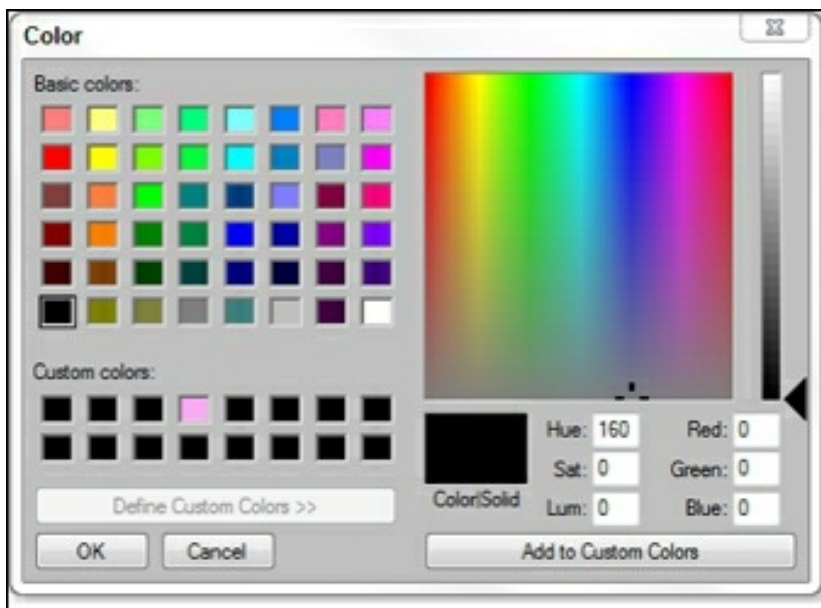 Color
Basic colors:
Custom colors:
Define Custom Colors >>
OK
Cancel
Color|Solid
Hue: 160
Sat: 0
Lum: 0
Red: 0
Green: 0
Blue: 0
Add to Custom Colors